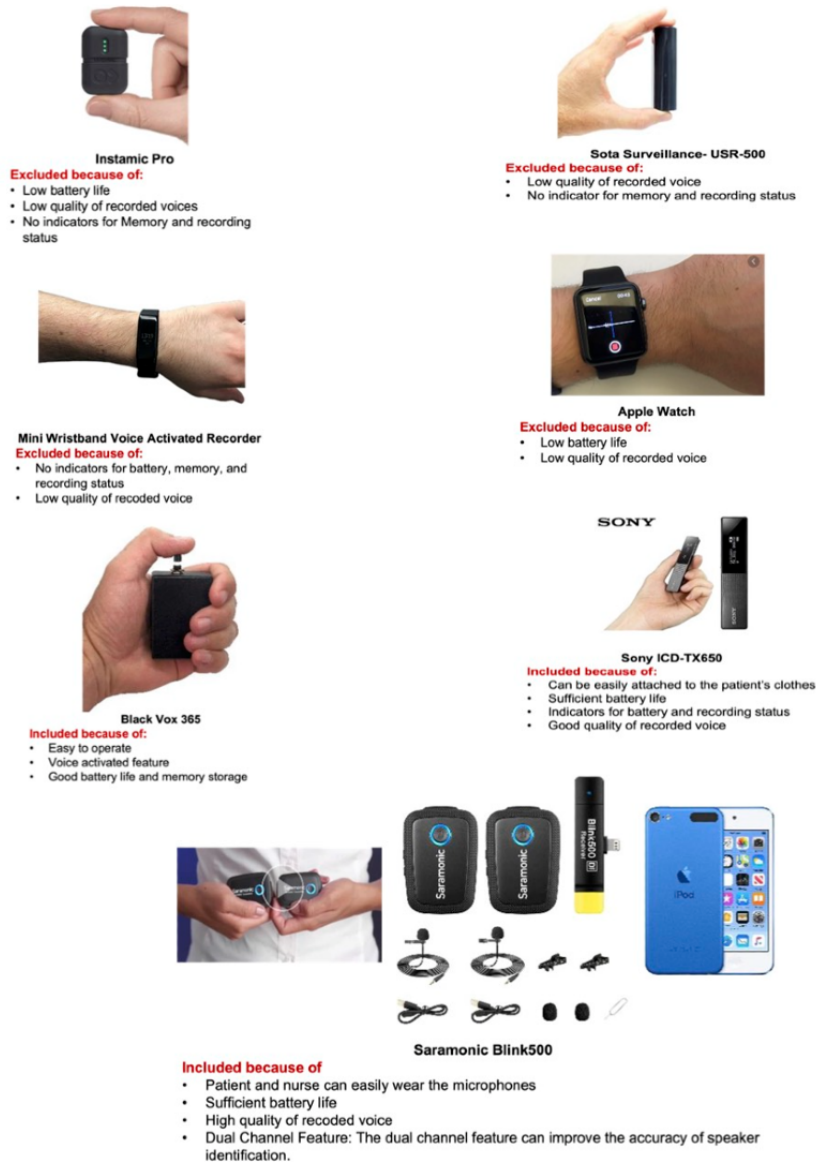 Instamic Pro
Excluded because of:
• Low battery life
• Low quality of recorded voices
• No indicators for Memory and recording
status
Sota Surveillance- USR-500
Excluded because of:
• Low quality of recorded voice
• No indicator for memory and recording status
Mini Wristband Voice Activated Recorder
Excluded because of:
• No indicators for battery, memory, and
recording status
• Low quality of recoded voice
Cancel
Apple Watch
Excluded because of:
• Low battery life
• Low quality of recorded voice
Black Vox 365
Included because of:
• Easy to operate
• Voice activated feature
• Good battery life and memory storage
SONY
SONY
Sony ICD-TX650
Included because of:
• Can be easily attached to the patient's clothes
• Sufficient battery life
• Indicators for battery and recording status
• Good quality of recorded voice
Saramonic
Saramonic
Saramonic
Blink500
Receiver
Di
iPod
Saramonic Blink500
Included because of
• Patient and nurse can easily wear the microphones
• Sufficient battery life
• High quality of recoded voice
• Dual Channel Feature: The dual channel feature can improve the accuracy of speaker
identification.